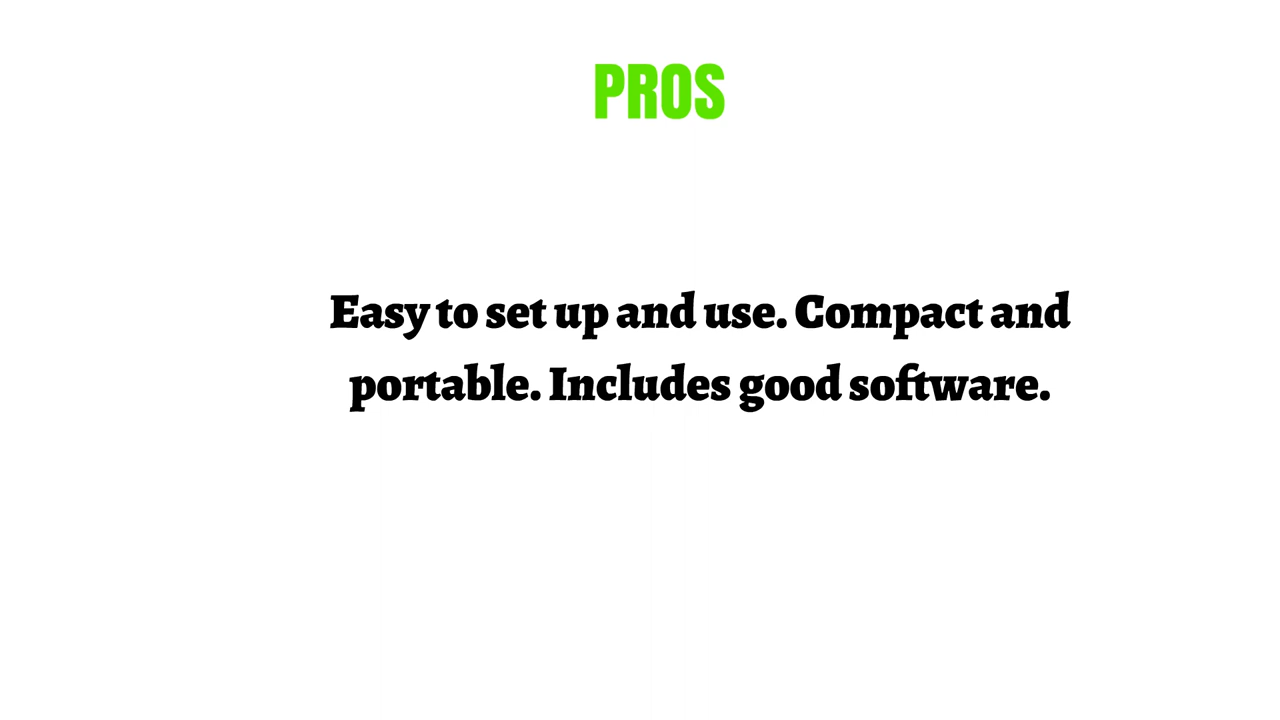 PROS
Easy to set up and use. Compact and
portable. Includes good software.